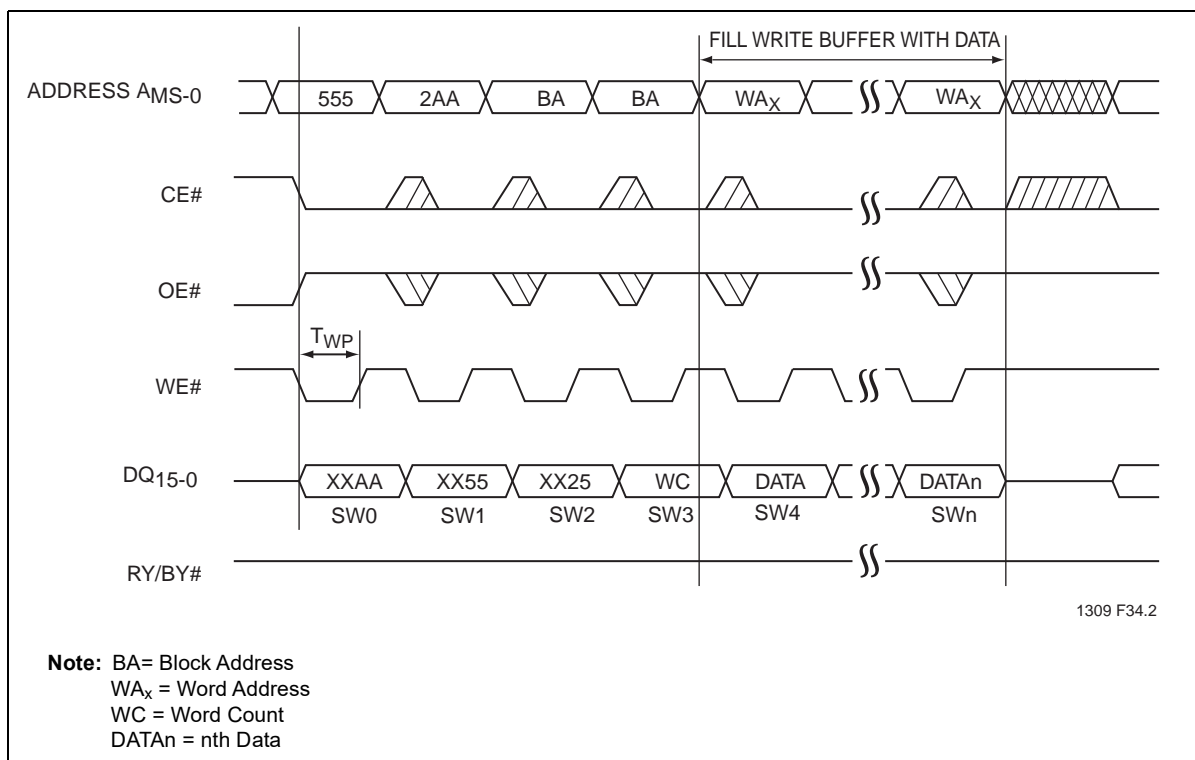 FILL WRITE BUFFER WITH DATA
ADDRESS AMS-0
555 2AA BA BA WAX WAX
CE#
OE#
TWP
WE#
DQ15-0
XXAA XX55 XX25 WC DATA DATAn
SW0 SW1 SW2 SW3 SW4 SWn
RY/BY#
1309 F34.2
Note: BA= Block Address
WAx = Word Address
WC = Word Count
DATAn = nth Data